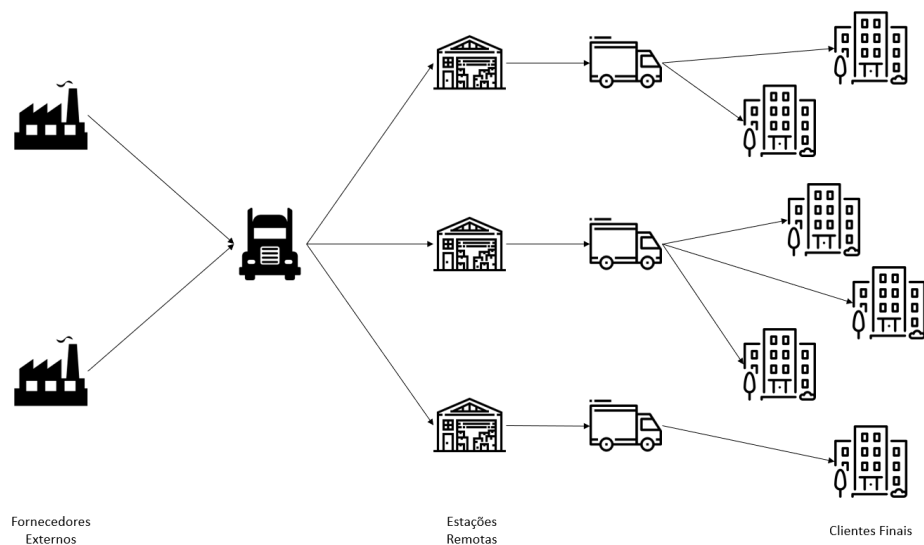 Fornecedores
Externos
Estações
Remotas
Clientes Finais